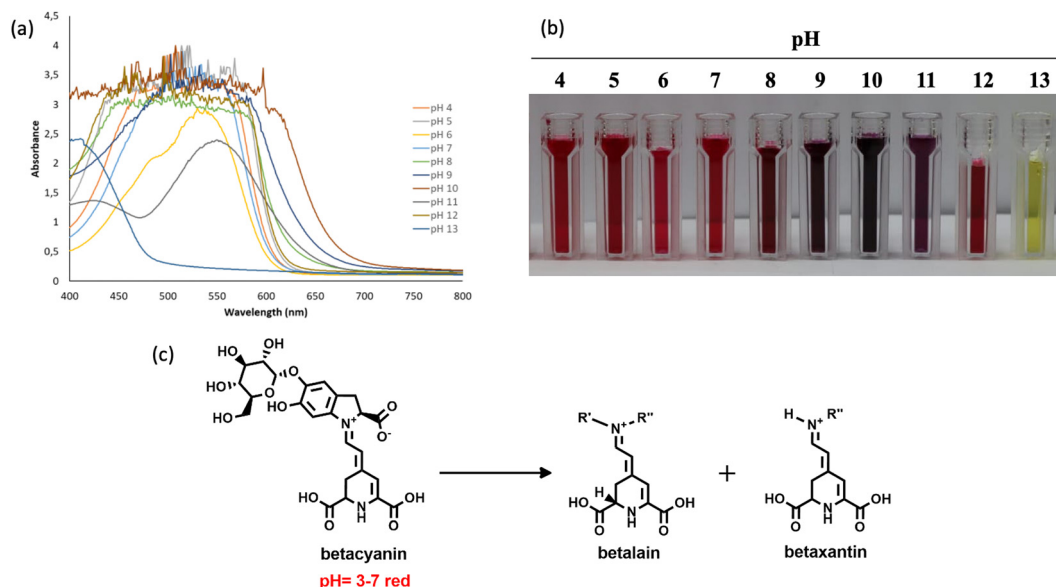 (a)
4,5
4
3,5
3
2,5
2
1,5
1
0,5
0
Absorbance
400 450 500 550 600 650 700 750 800
Wavelength (nm)
pH 4
pH 5
pH 6
pH 7
pH 8
pH 9
pH 10
pH 11
pH 12
pH 13
(b)
pH
4 5 6 7 8 9 10 11 12 13
(c)
OH
HO
OH
HO
O
O
HO
HO
O
N+
O-
OH
OH
O
N
H
O
betacyanin
pH= 3-7 red
R' R"
N+
H
OH
OH
O
N
H
O
betalain
+
H R"
N+
OH
OH
O
N
H
O
betaxantin